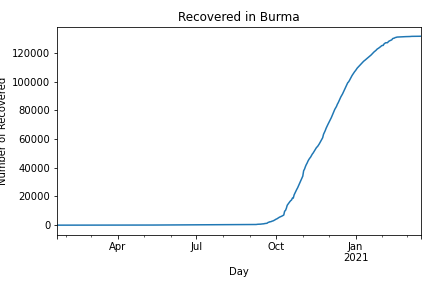 Recovered in Burma
Number of Recovered
120000
100000
80000
60000
40000
20000
0
Apr
Jul
Oct
Jan
2021
Day